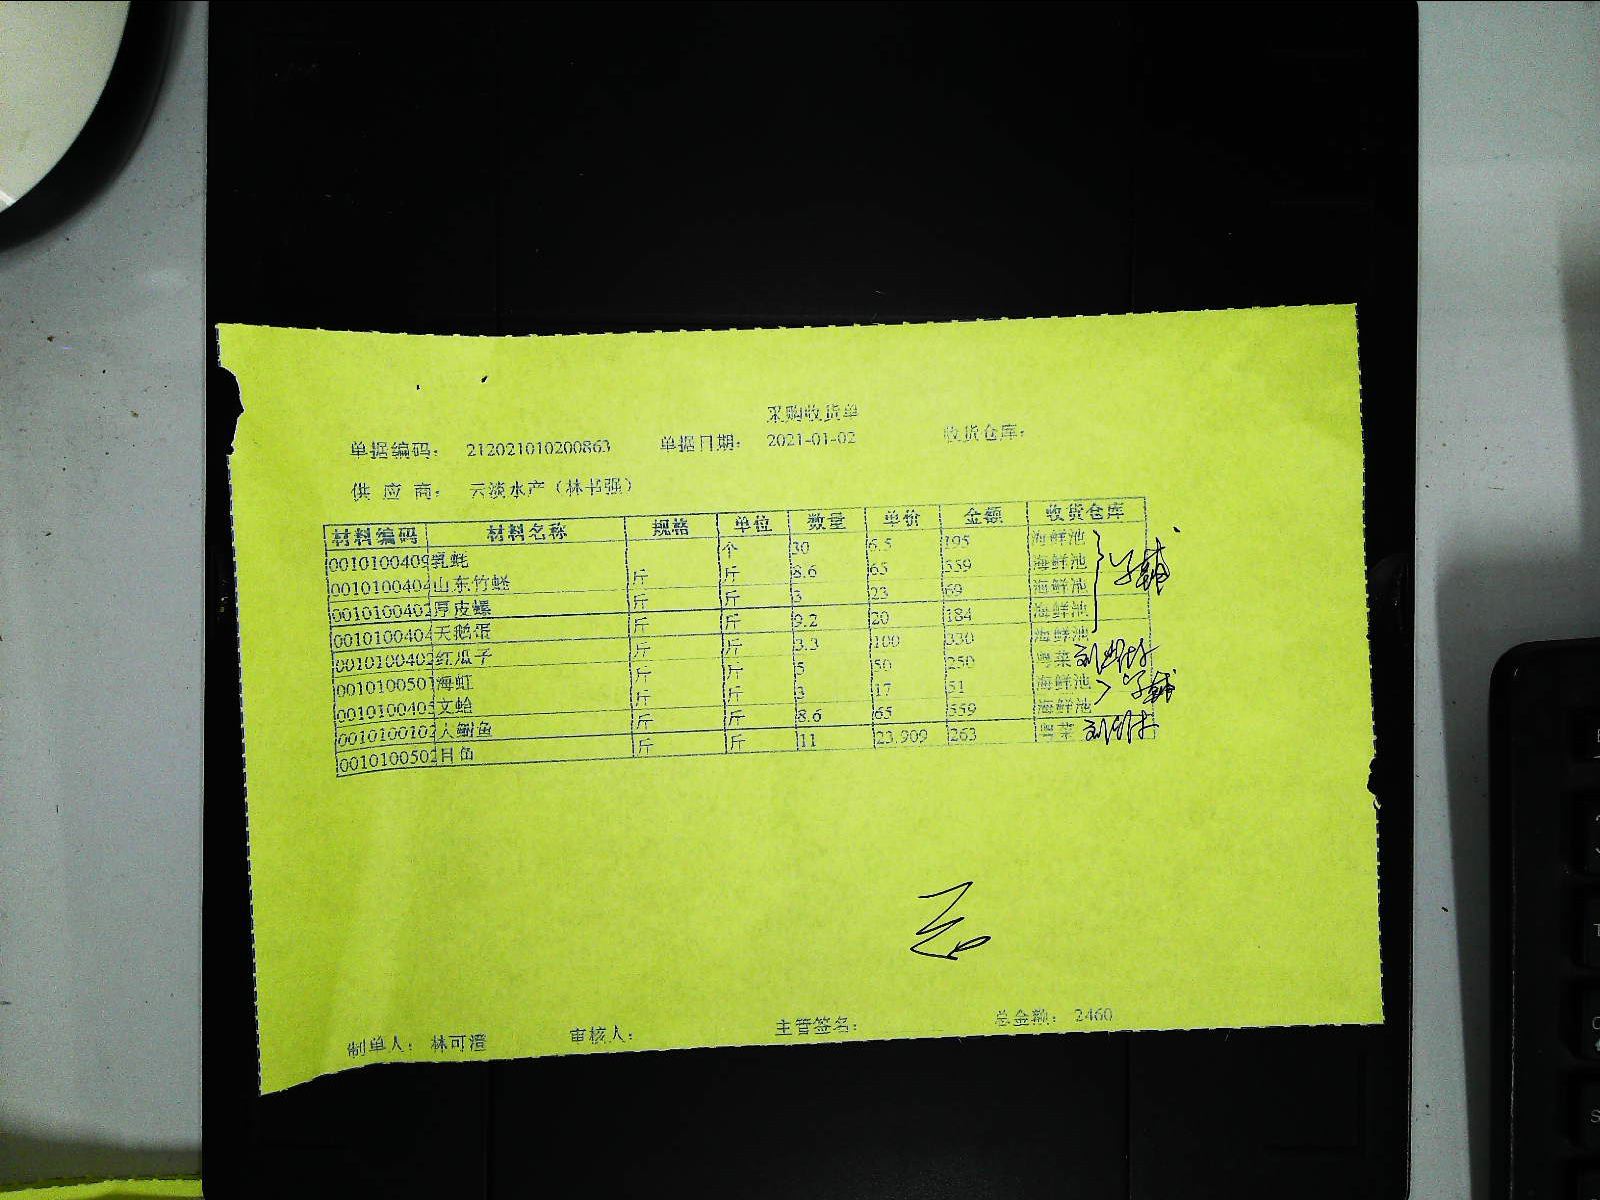 采购收货单
单据编码： 212021010200863 单据日期： 2021-01-02 收货仓库：
供 应 商： 云淡水产（林书强）
材料编码 材料名称 规格 单位 数量 单价 金额 收货仓库
0010100409 乳蚝 个 30 6.5 195 海鲜池
0010100404 山东竹蛏 斤 斤 8.6 65 559 海鲜池
0010100402 厚皮螺 斤 斤 3 23 69 海鲜池
0010100404 天鹅蛋 斤 斤 9.2 20 184 海鲜池
0010100402 红瓜子 斤 斤 3.3 100 330 海鲜池
0010100501 海虹 斤 斤 5 50 250 粤菜
0010100405 文蛤 斤 斤 3 17 51 海鲜池
0010100102 斤 斤 8.6 65 559 海鲜池
0010100502 目鱼 斤 斤 11 23.909 263 粤菜
制单人： 林可澄 审核人： 主管签名： 总金额： 2460